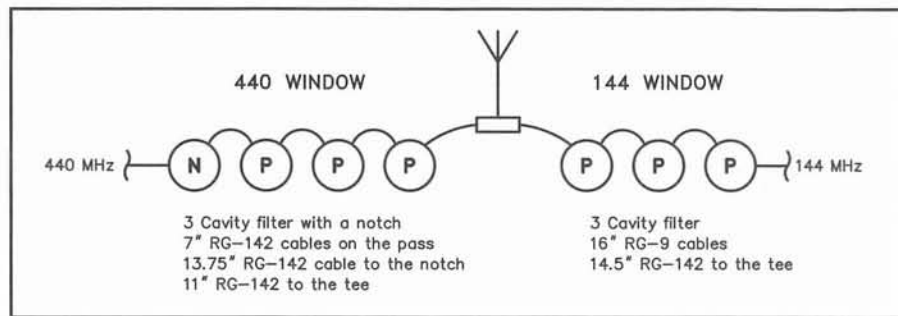 440 WINDOW
144 WINDOW
440 MHz
N P P P
P P P
144 MHz
3 Cavity filter with a notch
7" RG-142 cables on the pass
13.75" RG-142 cable to the notch
11" RG-142 to the tee
3 Cavity filter
16" RG-9 cables
14.5" RG-142 to the tee